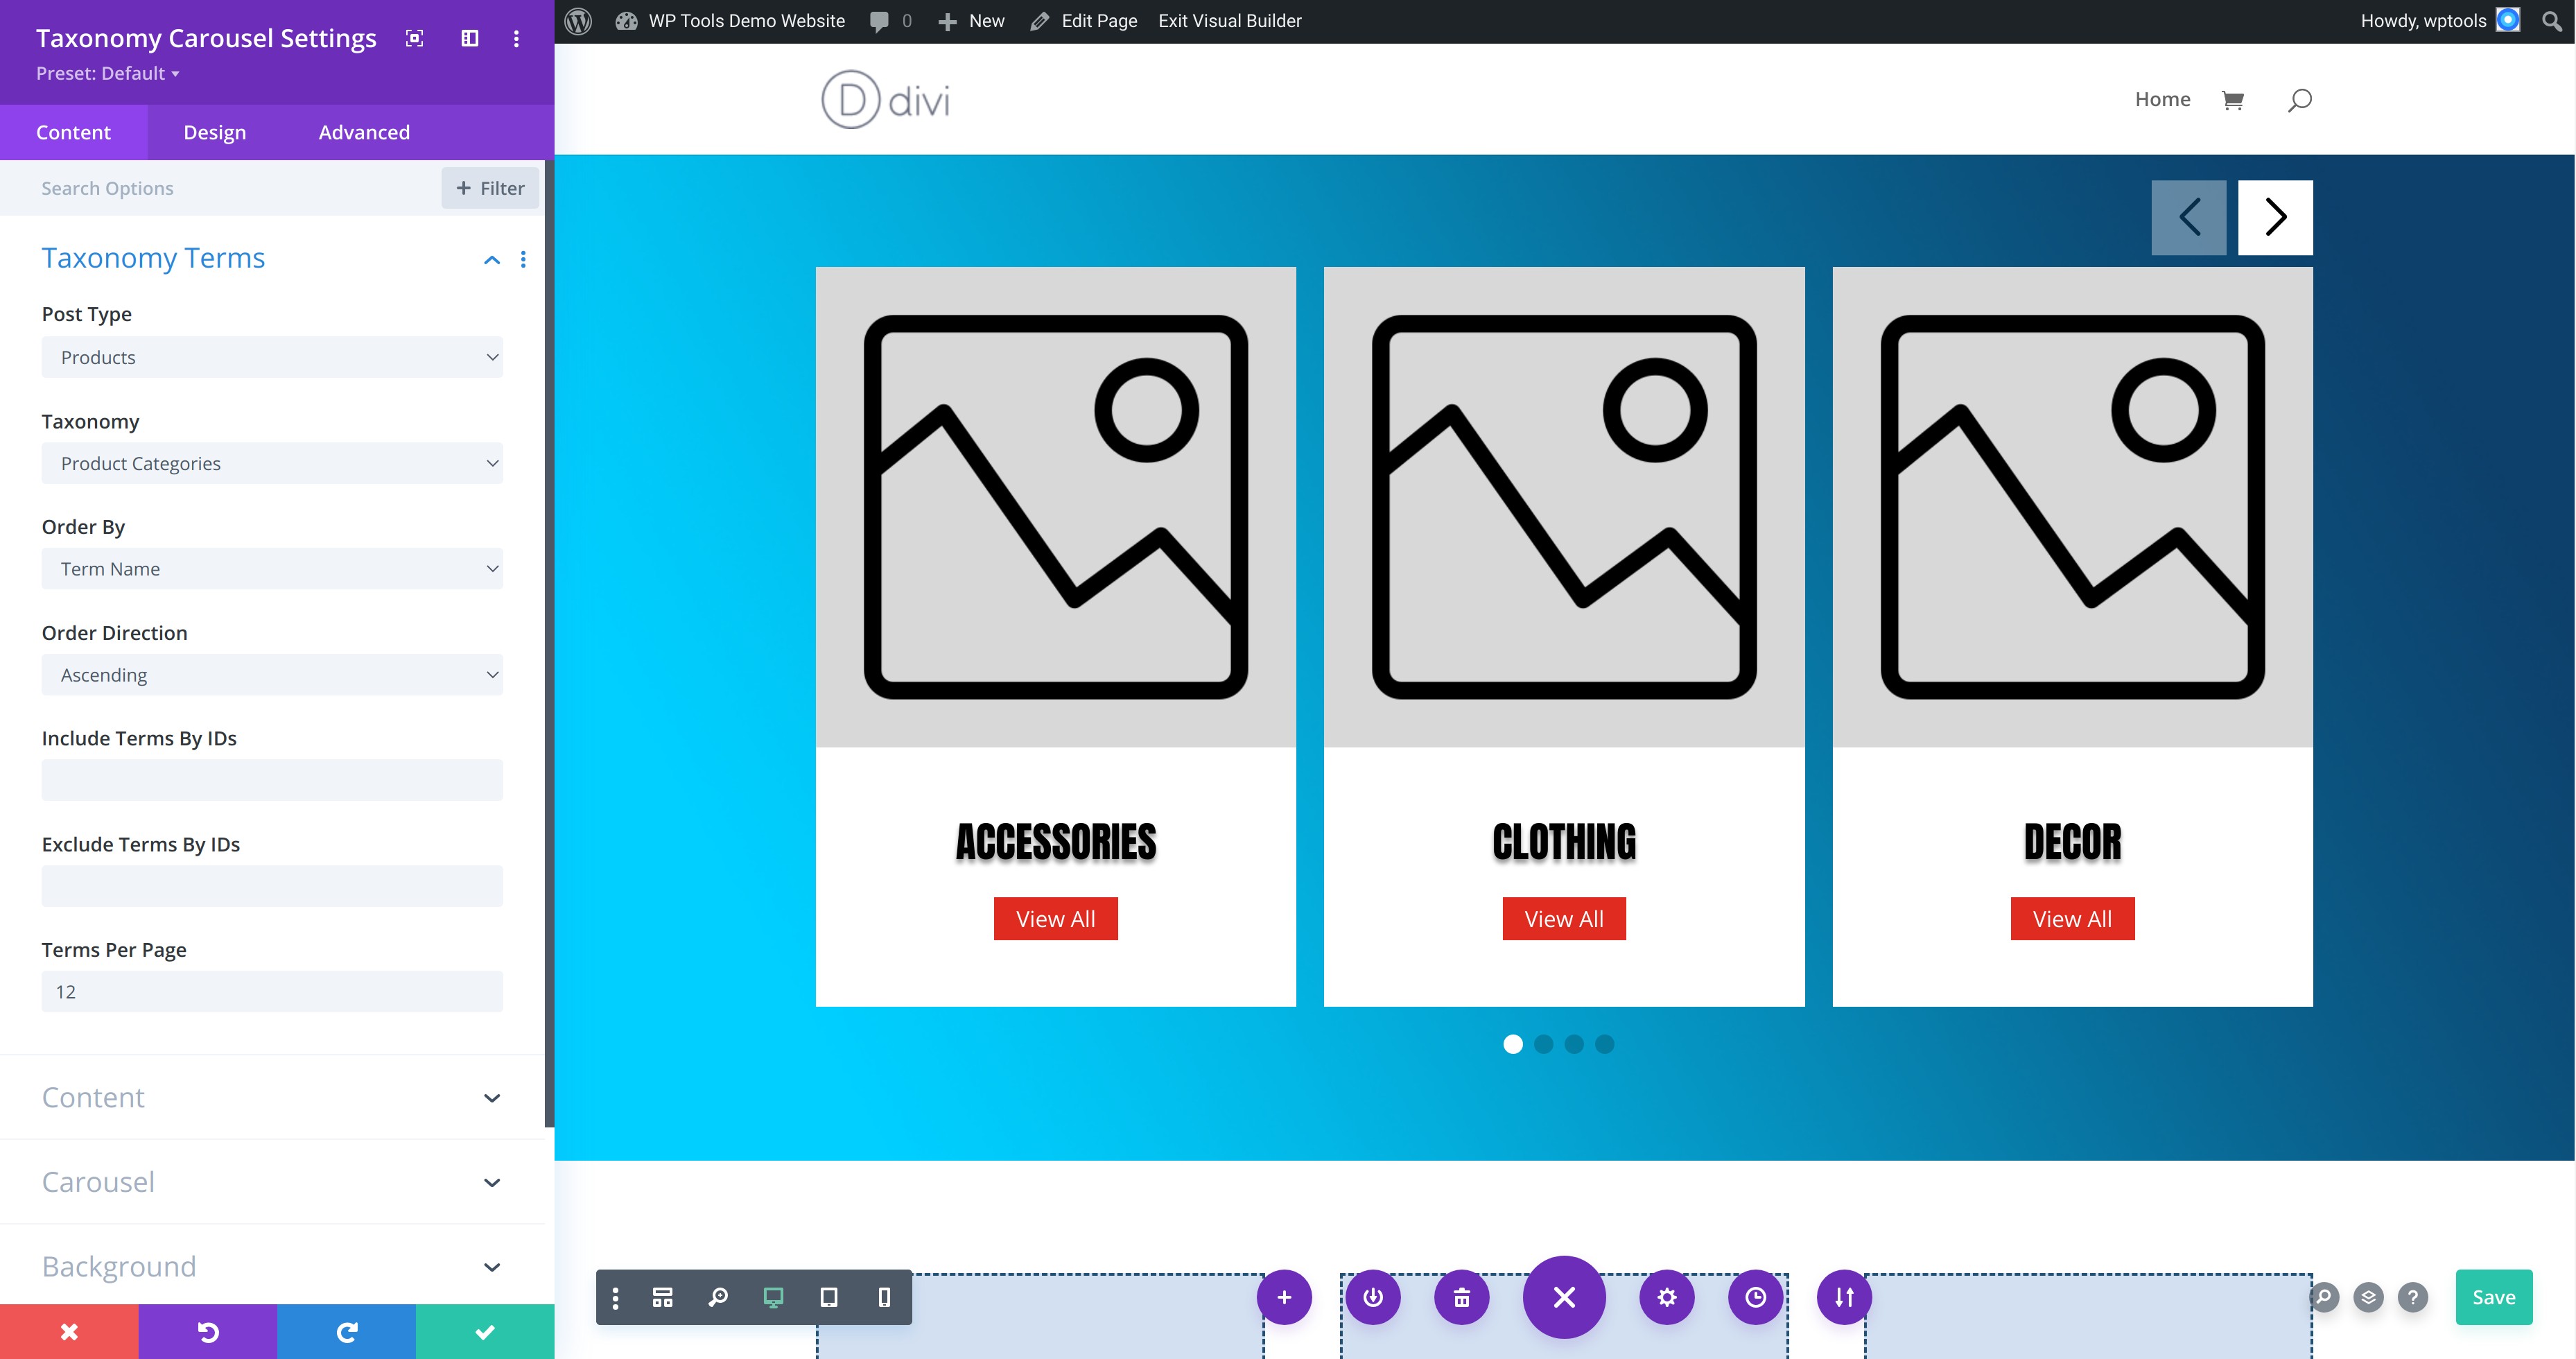 Taxonomy Carousel Settings
Preset: Default
Content
Design
Advanced
Search Options
+ Filter
Taxonomy Terms
Post Type
Products
Taxonomy
Product Categories
Order By
Term Name
Order Direction
Ascending
Include Terms By IDs
Exclude Terms By IDs
Terms Per Page
12
Content
Carousel
Background
WP Tools Demo Website
0
New
Edit Page
Exit Visual Builder
Howdy, wptools
D divi
Home
ACCESSORIES
View All
CLOTHING
View All
DECOR
View All
?
Save